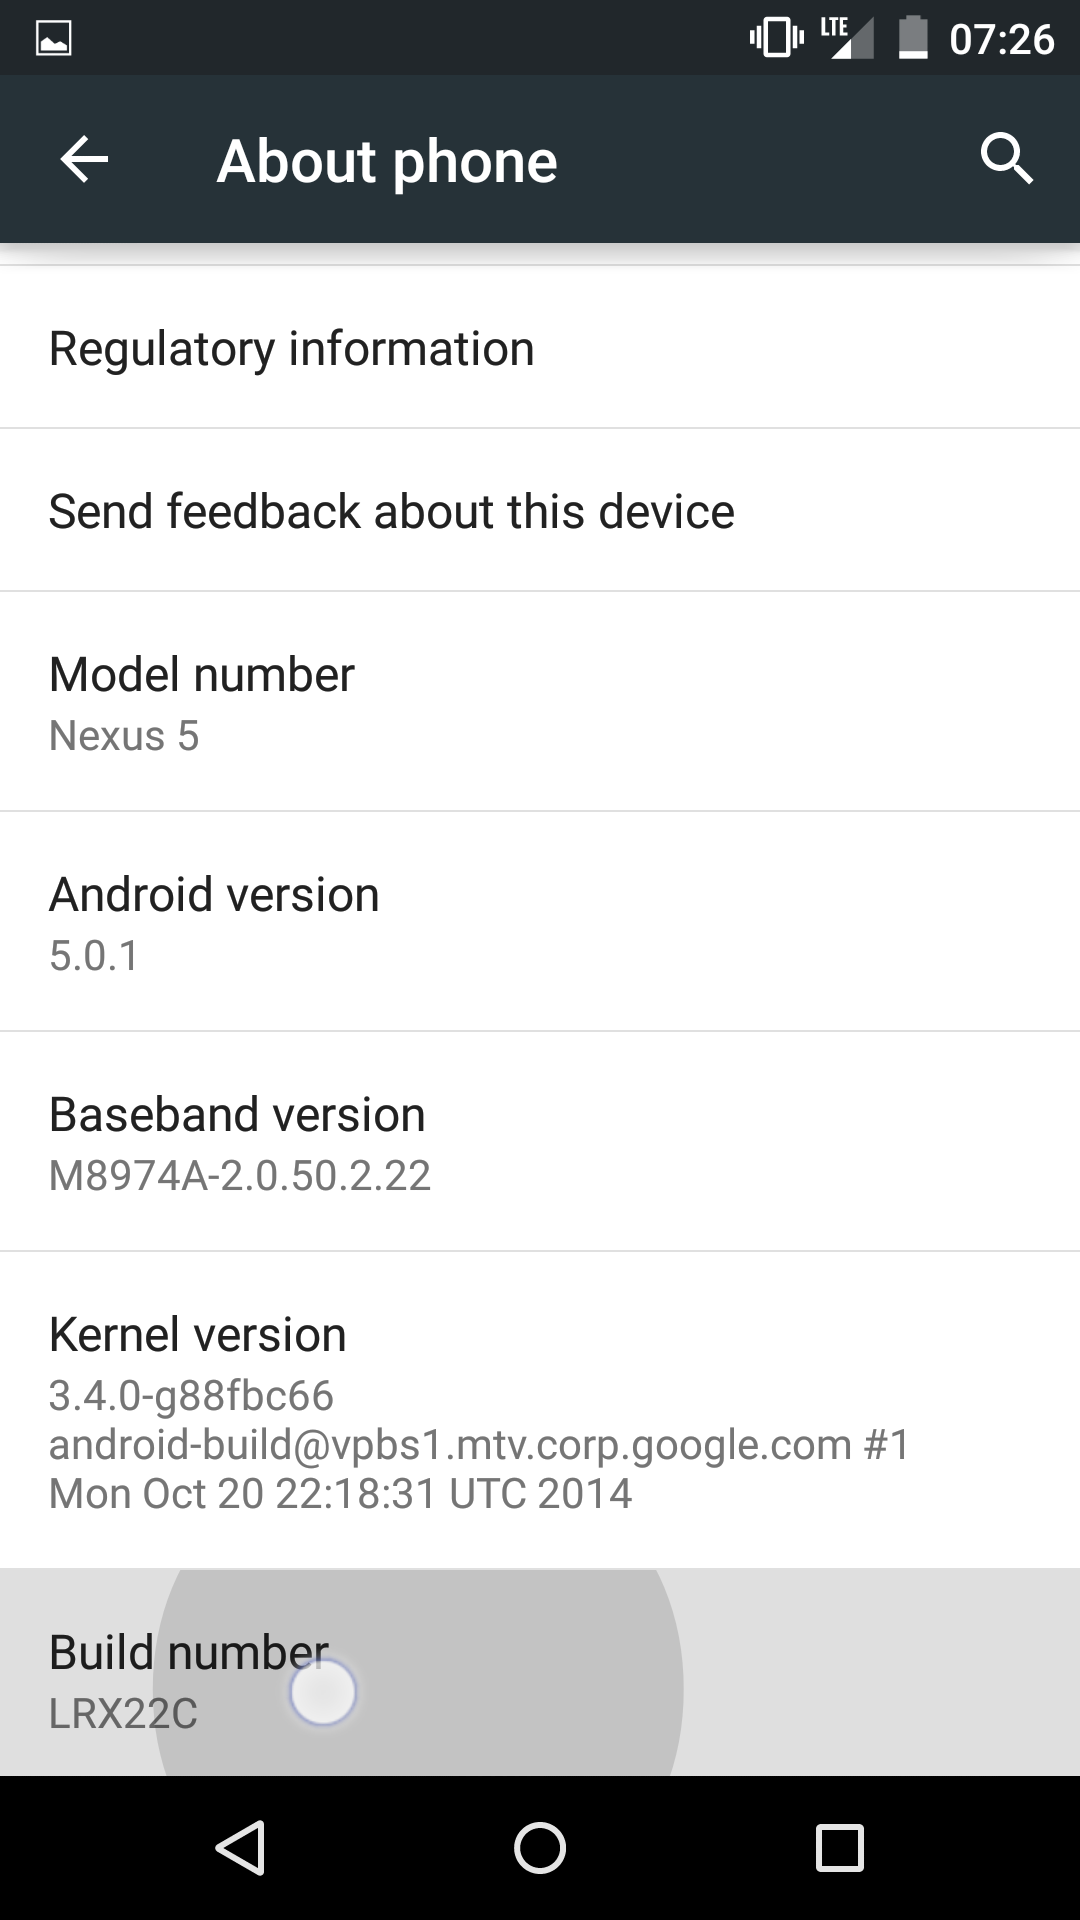 LTE 07:26
About phone
Regulatory information
Send feedback about this device
Model number
Nexus 5
Android version
5.0.1
Baseband version
M8974A-2.0.50.2.22
Kernel version
3.4.0-g88fbc66
android-build@vpbs1.mtv.corp.google.com #1
Mon Oct 20 22:18:31 UTC 2014
Build number
LRX22C